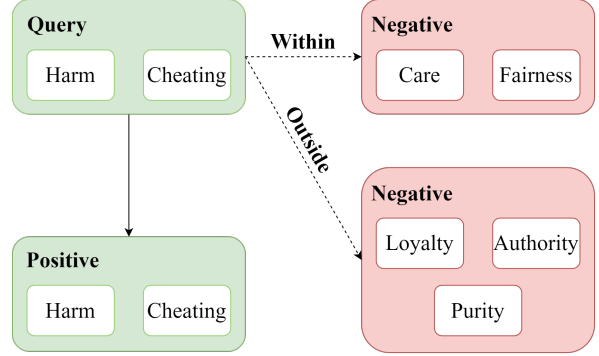 Query
Harm
Cheating
Within
Negative
Care
Fairness
Outside
Positive
Harm
Cheating
Negative
Loyalty
Authority
Purity